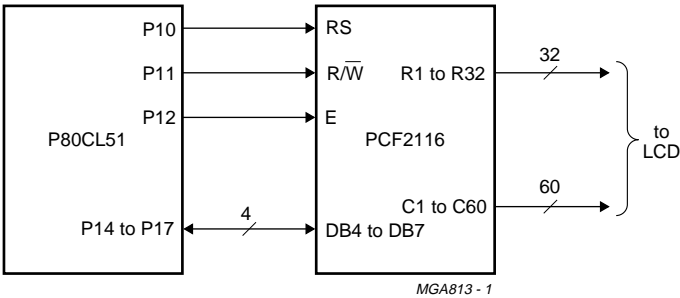 P10
RS
32
P11
R/W̅
R1 to R32
P12
E
P80CL51
PCF2116
to
LCD
60
4
C1 to C60
P14 to P17
DB4 to DB7
MGA813 - 1